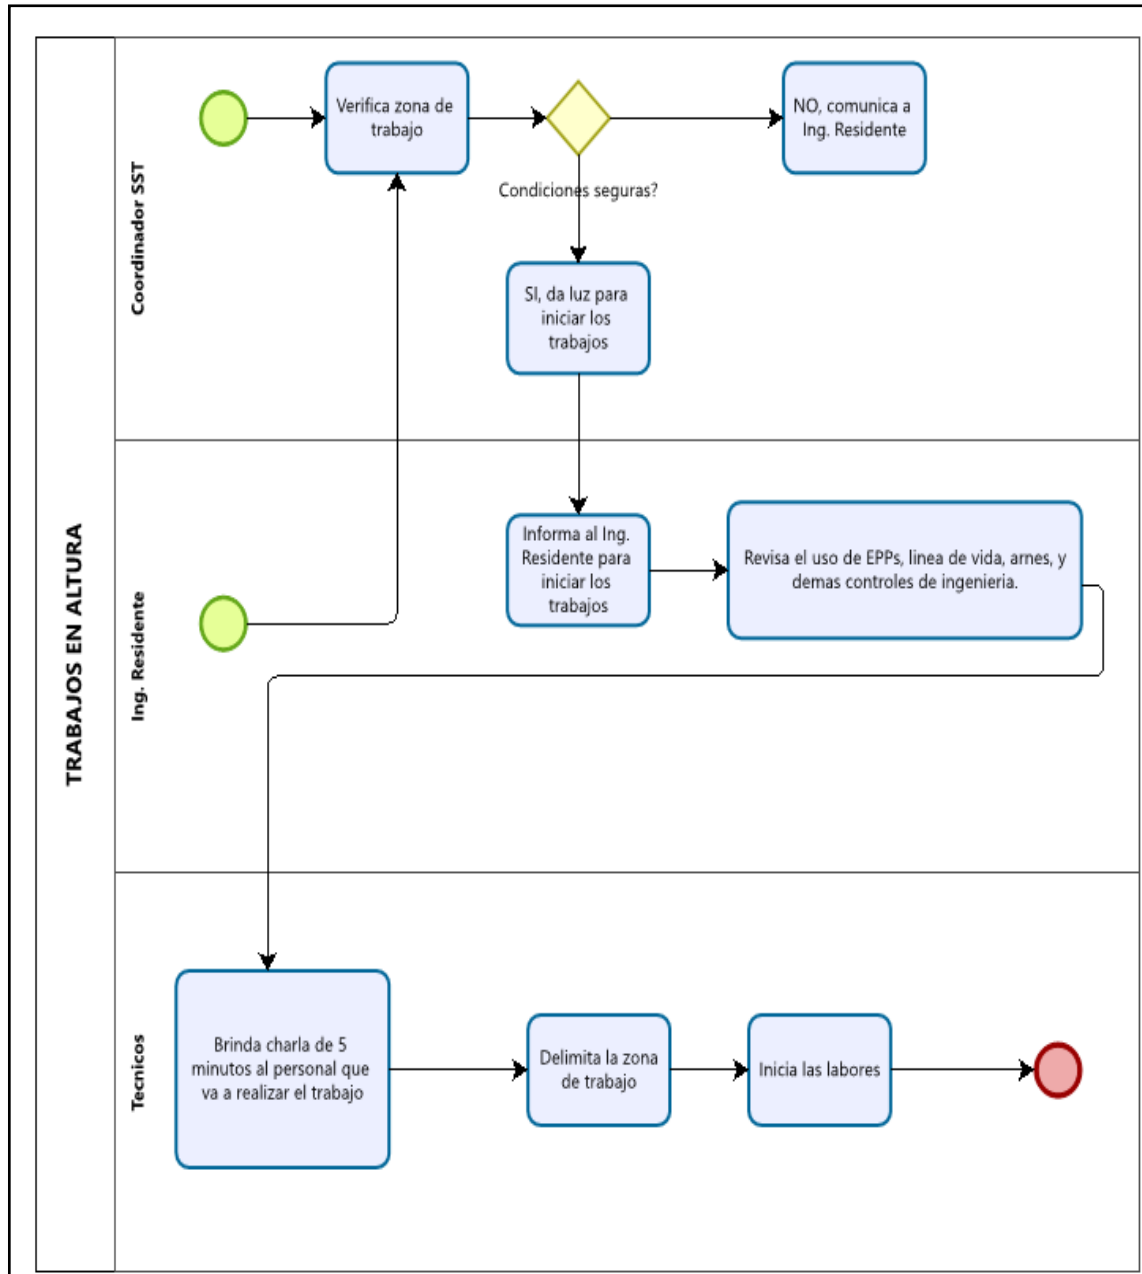 TRABAJOS EN ALTURA
Coordinador SST
Verifica zona de
trabajo
Condiciones seguras?
NO, comunica a
Ing. Residente
SI, da luz para
iniciar los
trabajos
Ing. Residente
Informa al Ing.
Residente para
iniciar los
trabajos
Revisa el uso de EPPs, linea de vida, arnes, y
demas controles de ingenieria.
Tecnicos
Brinda charla de 5
minutos al personal que
va a realizar el trabajo
Delimita la zona
de trabajo
Inicia las labores